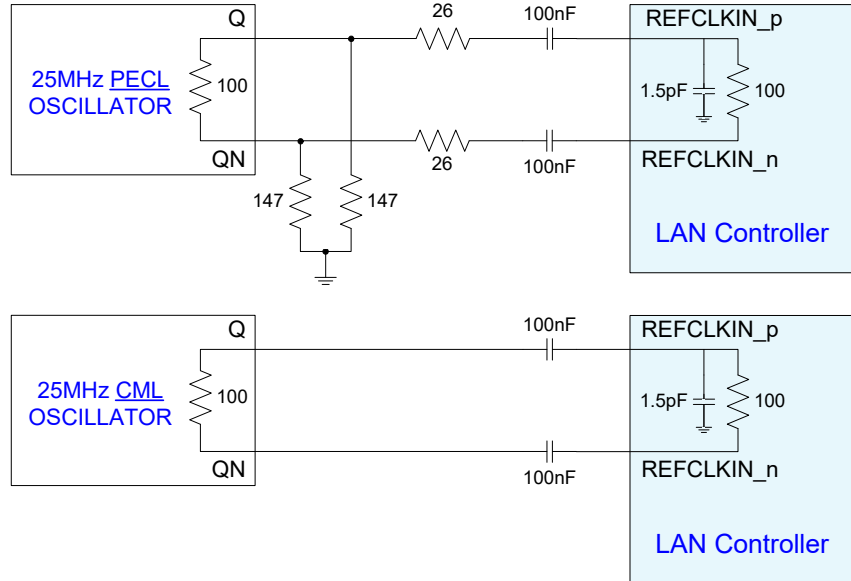 Q
26
100nF
REFCLKIN_p
25MHz PECL
OSCILLATOR
100
1.5pF
100
QN
26
100nF
REFCLKIN_n
147
147
LAN Controller
Q
100nF
REFCLKIN_p
25MHz CML
OSCILLATOR
100
1.5pF
100
QN
100nF
REFCLKIN_n
LAN Controller